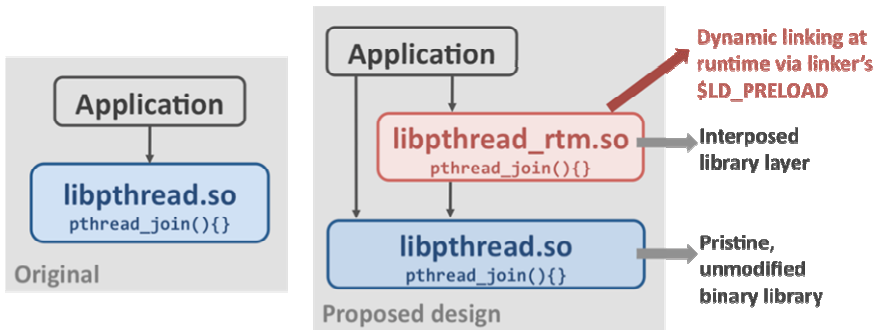 Application
libpthread.so
pthread_join(){}
Original
Application
libpthread_rtm.so
pthread_join(){}
libpthread.so
pthread_join(){}
Proposed design
Dynamic linking at
runtime via linker's
$LD_PRELOAD
Interposed
library layer
Pristine,
unmodified
binary library